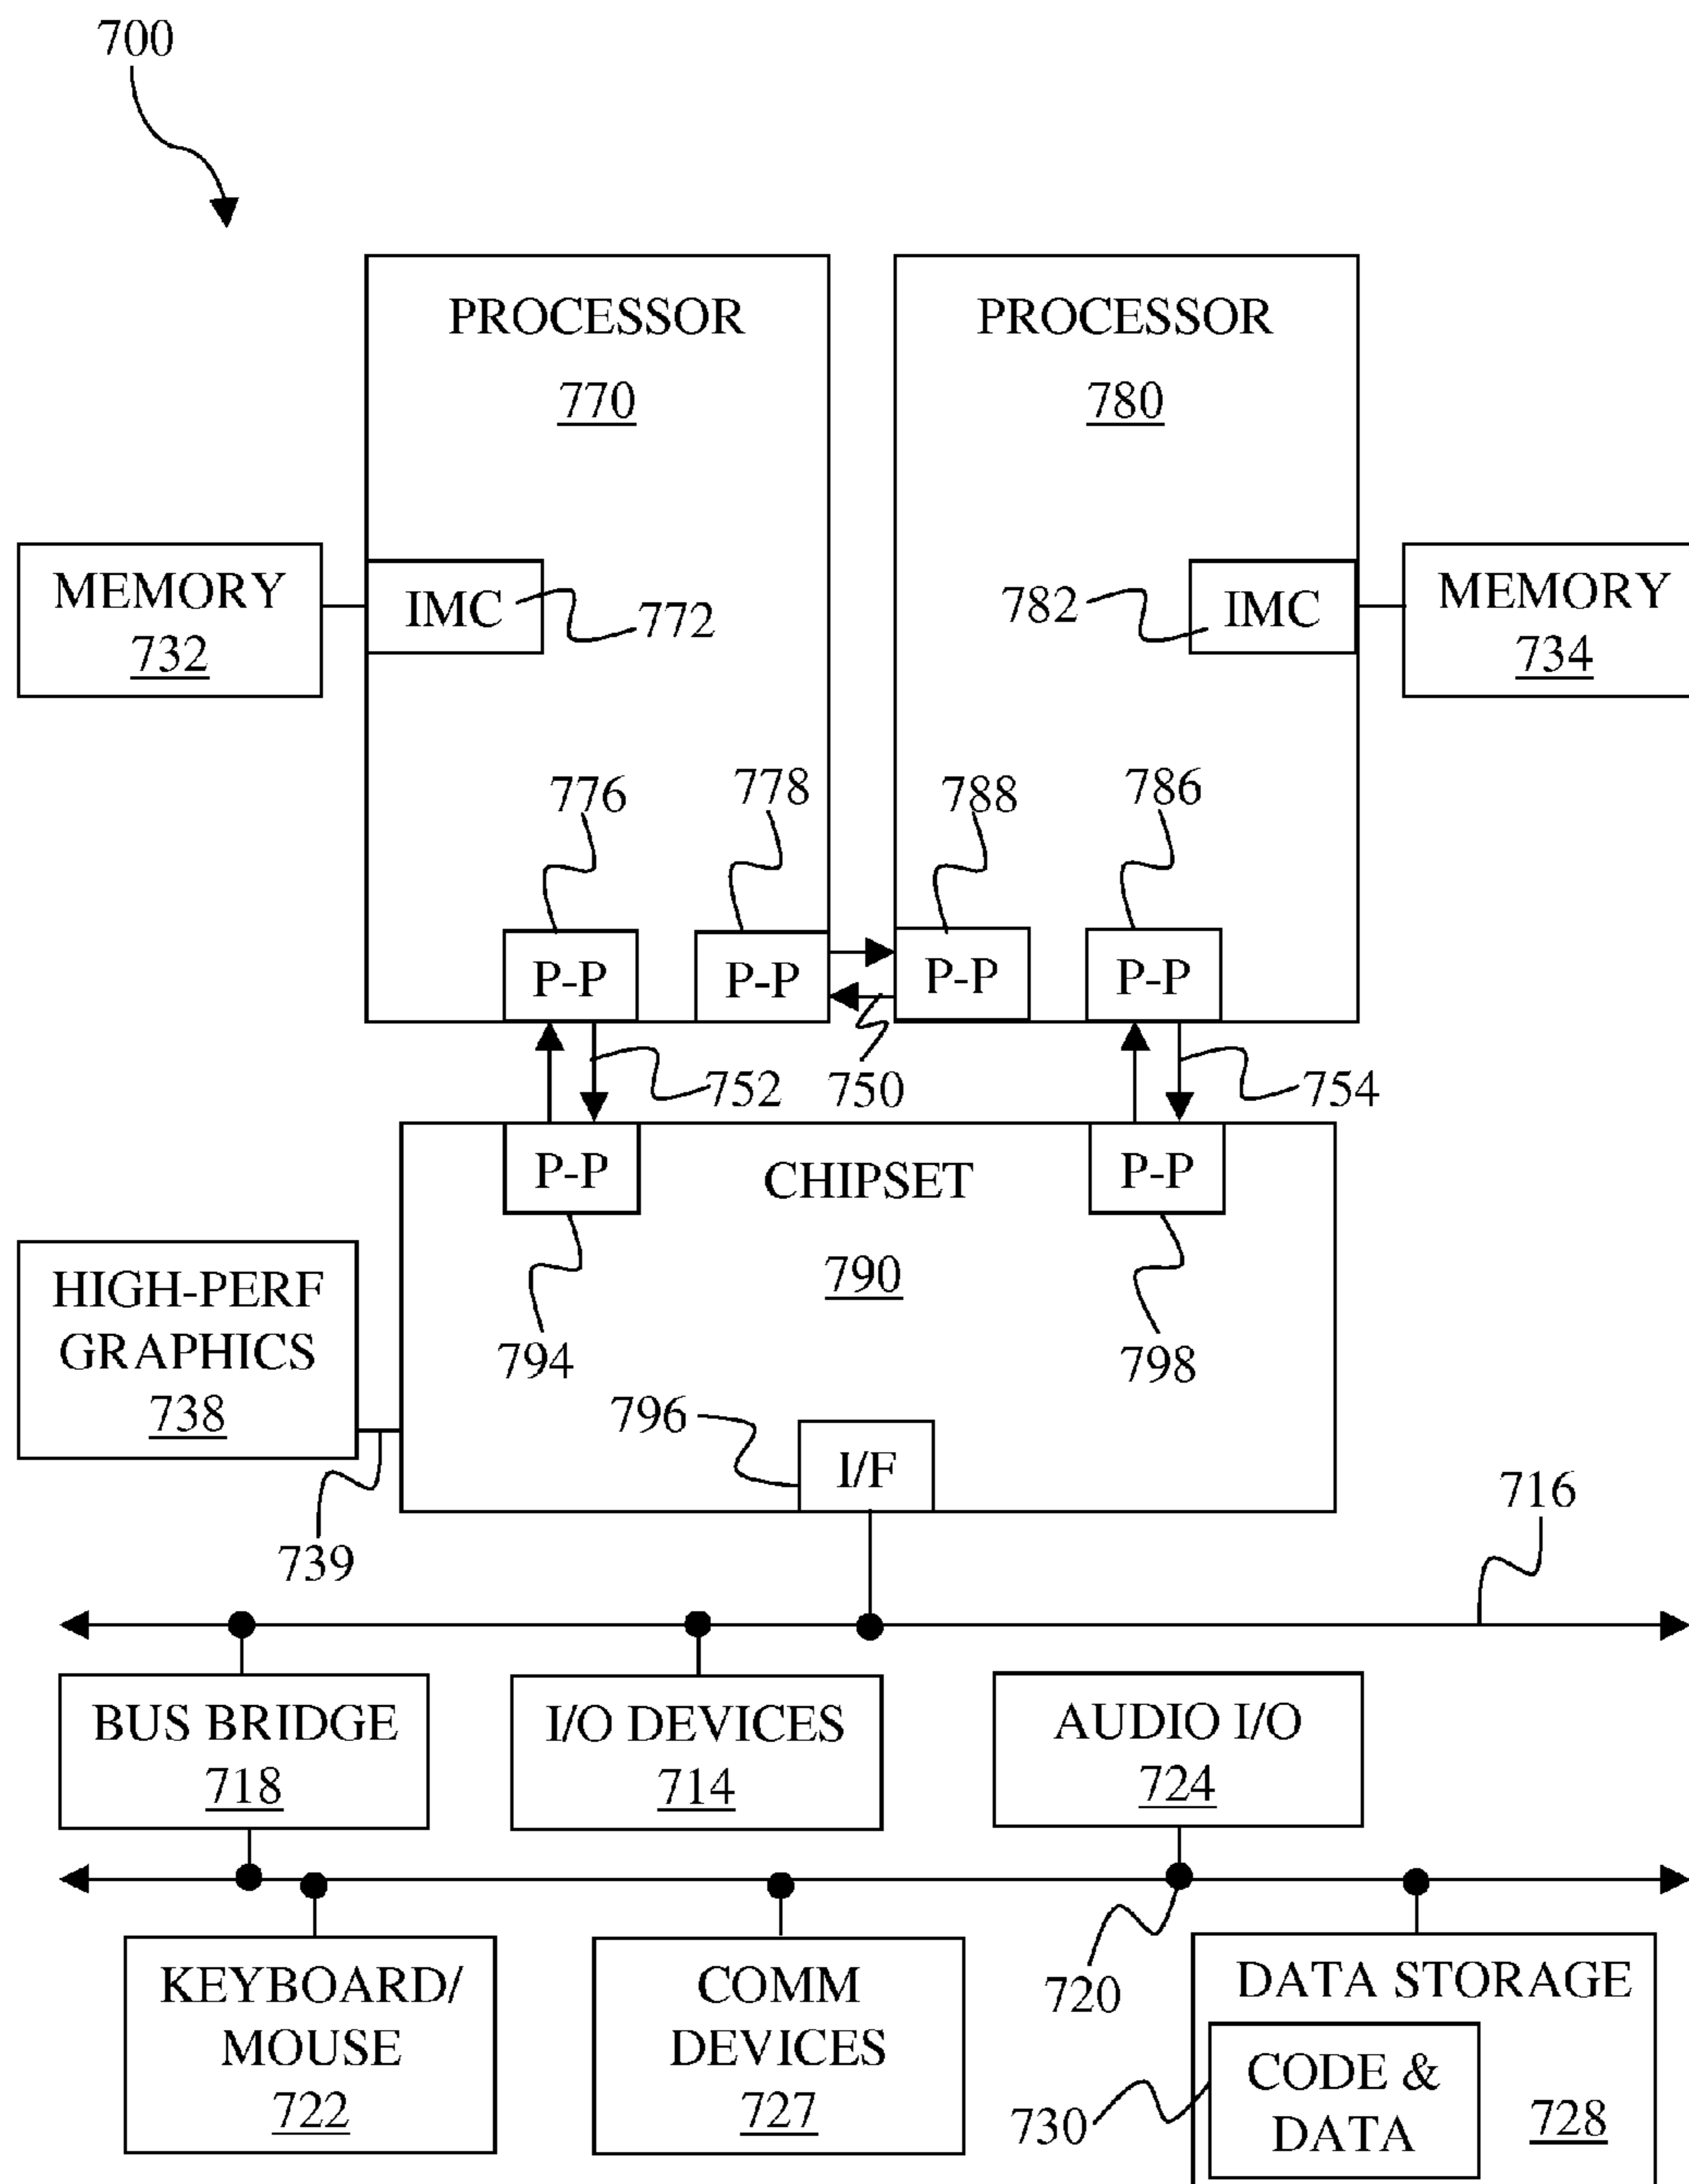 700
PROCESSOR
770
PROCESSOR
780
MEMORY
732
IMC
772
782
IMC
MEMORY
734
776
778
788
786
P-P
P-P
P-P
P-P
752
750
754
P-P
CHIPSET
P-P
790
794
798
HIGH-PERF
GRAPHICS
738
739
796
I/F
716
BUS BRIDGE
718
I/O DEVICES
714
AUDIO I/O
724
720
KEYBOARD/
MOUSE
722
COMM
DEVICES
727
DATA STORAGE
CODE &
DATA
730
728